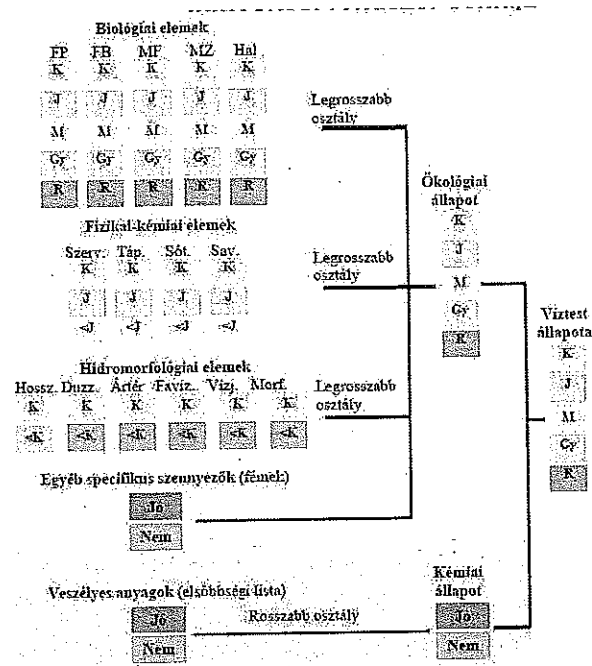 Biológiai elemek
FP FB MF MZ Hal
K K K K K
J J J J J
M M M M M
Gy Gy Gy Gy Gy
R R R R R
Legrosszabb
osztály
Fizikai-kémiai elemek
Szerv. Táp. Sót. Sav.
K K K K
J J J J
<J <J <J <J
Legrosszabb
osztály
Hidromorfológiai elemek
Hossz. Duzz. Ártér Favíz. Vízj. Morf.
K K K K K K
<K <K <K <K <K <K
Legrosszabb
osztály
Egyéb specifikus szennyezők (fémek)
Jó
Nem
Veszélyes anyagok (elsőbbségi lista)
Jó
Nem
Rosszabb osztály
Ökológiai
állapot
K
J
M
Gy
R
Kémiai
állapot
Jó
Nem
Víztest
állapota
K
J
M
Gy
R